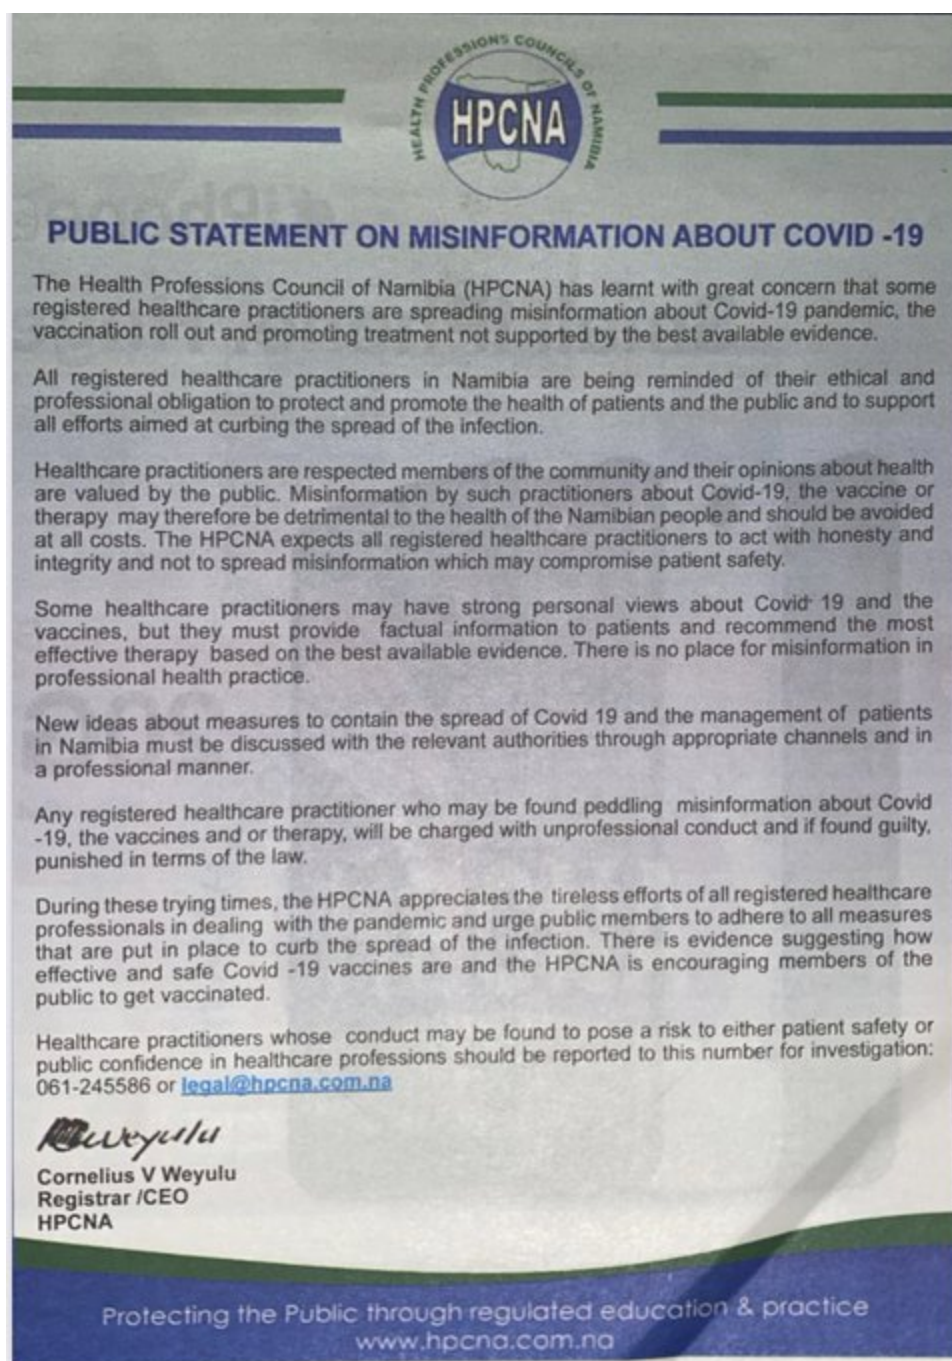 HEALTH PROFESSIONS COUNCILS OF NAMIBIA
HPCNA
PUBLIC STATEMENT ON MISINFORMATION ABOUT COVID -19
The Health Professions Council of Namibia (HPCNA) has learnt with great concern that some
registered healthcare practitioners are spreading misinformation about Covid-19 pandemic, the
vaccination roll out and promoting treatment not supported by the best available evidence.
All registered healthcare practitioners in Namibia are being reminded of their ethical and
professional obligation to protect and promote the health of patients and the public and to support
all efforts aimed at curbing the spread of the infection.
Healthcare practitioners are respected members of the community and their opinions about health
are valued by the public. Misinformation by such practitioners about Covid-19, the vaccine or
therapy may therefore be detrimental to the health of the Namibian people and should be avoided
at all costs. The HPCNA expects all registered healthcare practitioners to act with honesty and
integrity and not to spread misinformation which may compromise patient safety.
Some healthcare practitioners may have strong personal views about Covid 19 and the
vaccines, but they must provide factual information to patients and recommend the most
effective therapy based on the best available evidence. There is no place for misinformation in
professional health practice.
New ideas about measures to contain the spread of Covid 19 and the management of patients
in Namibia must be discussed with the relevant authorities through appropriate channels and in
a professional manner.
Any registered healthcare practitioner who may be found peddling misinformation about Covid
-19, the vaccines and or therapy, will be charged with unprofessional conduct and if found guilty,
punished in terms of the law.
During these trying times, the HPCNA appreciates the tireless efforts of all registered healthcare
professionals in dealing with the pandemic and urge public members to adhere to all measures
that are put in place to curb the spread of the infection. There is evidence suggesting how
effective and safe Covid -19 vaccines are and the HPCNA is encouraging members of the
public to get vaccinated.
Healthcare practitioners whose conduct may be found to pose a risk to either patient safety or
public confidence in healthcare professions should be reported to this number for investigation:
061-245586 or legal@hpcna.com.na
Weyulu
Cornelius V Weyulu
Registrar /CEO
HPCNA
Protecting the Public through regulated education & practice
www.hpcna.com.na